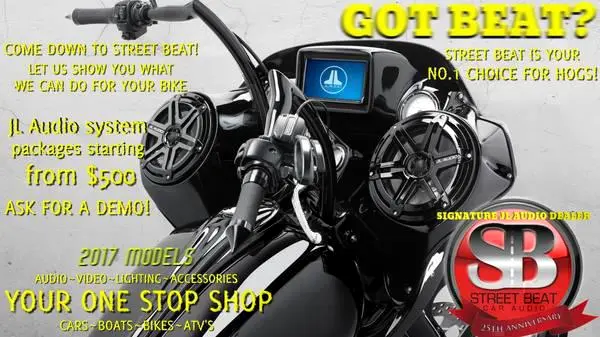 GOT BEAT?
COME DOWN TO STREET BEAT!
LET US SHOW YOU WHAT
WE CAN DO FOR YOUR BIKE
STREET BEAT IS YOUR
NO.1 CHOICE FOR HOGS!
JL Audio system
packages starting
from $500
ASK FOR A DEMO!
SIGNATURE JL AUDIO DEALER
SB
STREET BEAT
CAR AUDIO
25TH ANNIVERSARY
2017 MODELS
AUDIO~VIDEO~LIGHTING~ACCESSORIES
YOUR ONE STOP SHOP
CARS~BOATS~BIKES~ATV'S